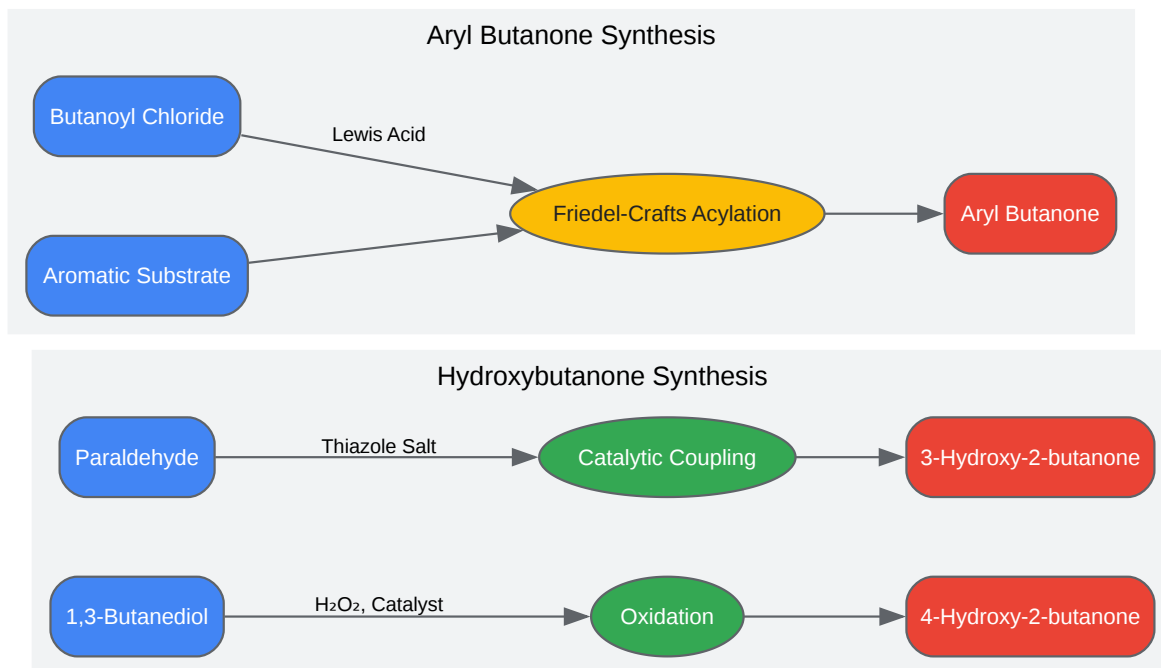 Aryl Butanone Synthesis
Butanoyl Chloride
Lewis Acid
Friedel-Crafts Acylation
Aryl Butanone
Aromatic Substrate
Hydroxybutanone Synthesis
Paraldehyde
Thiazole Salt
Catalytic Coupling
3-Hydroxy-2-butanone
1,3-Butanediol
H₂O₂, Catalyst
Oxidation
4-Hydroxy-2-butanone